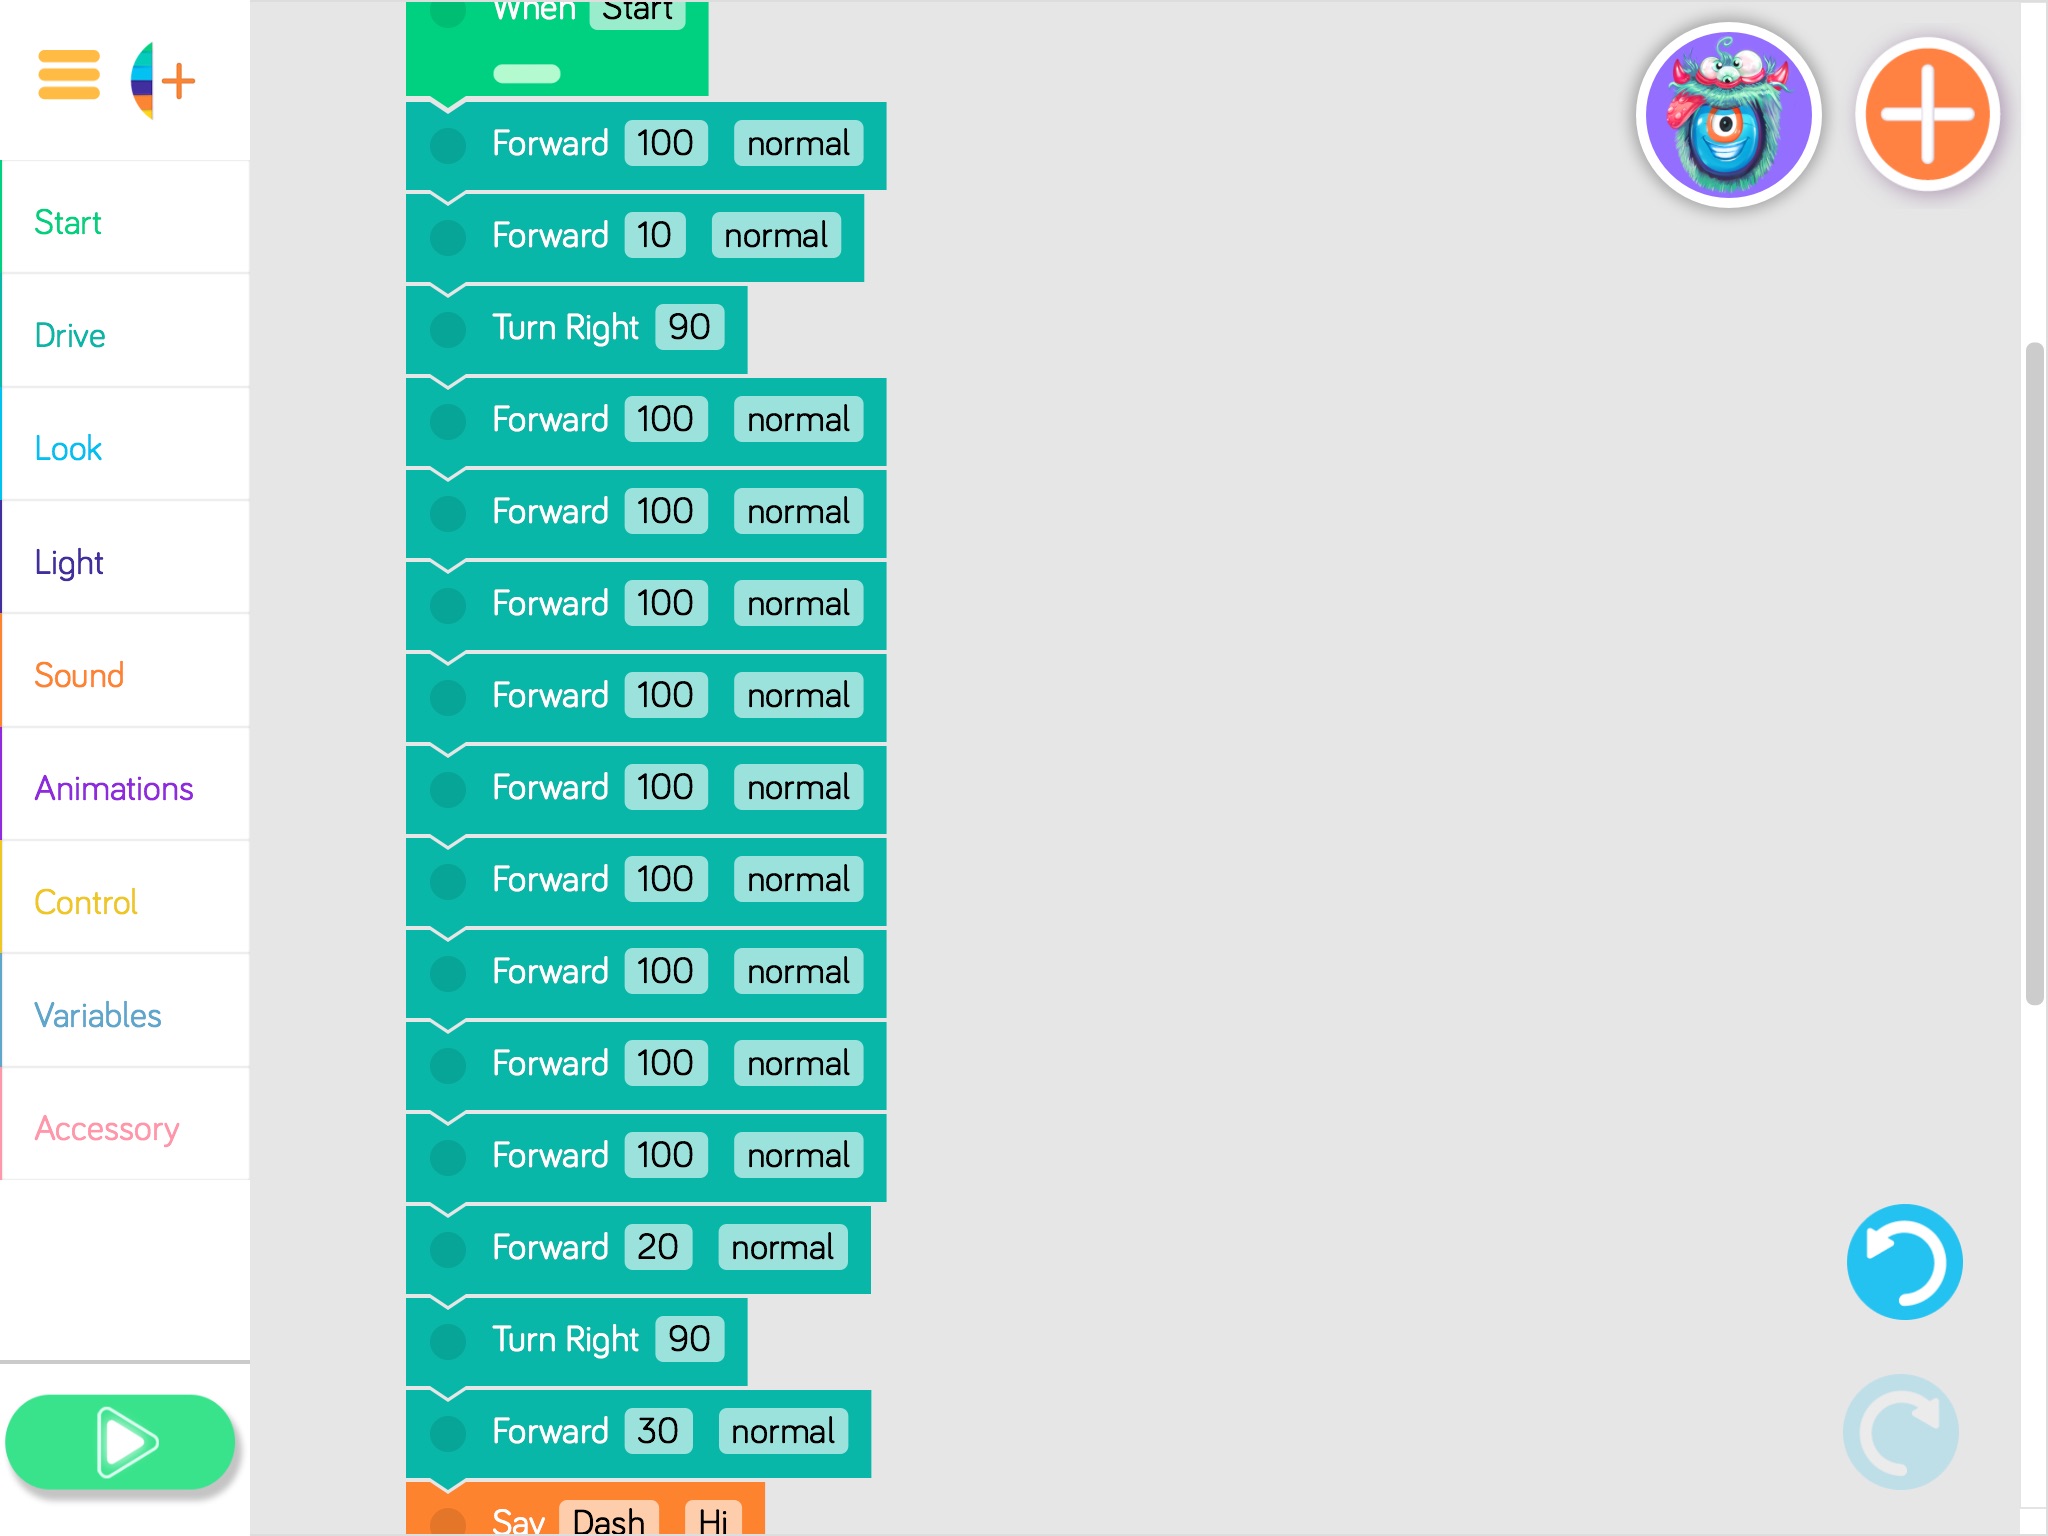 When Start
Forward 100 normal
Forward 10 normal
Turn Right 90
Forward 100 normal
Forward 100 normal
Forward 100 normal
Forward 100 normal
Forward 100 normal
Forward 100 normal
Forward 100 normal
Forward 100 normal
Forward 100 normal
Forward 20 normal
Turn Right 90
Forward 30 normal
Say Dash Hi
Start
Drive
Look
Light
Sound
Animations
Control
Variables
Accessory